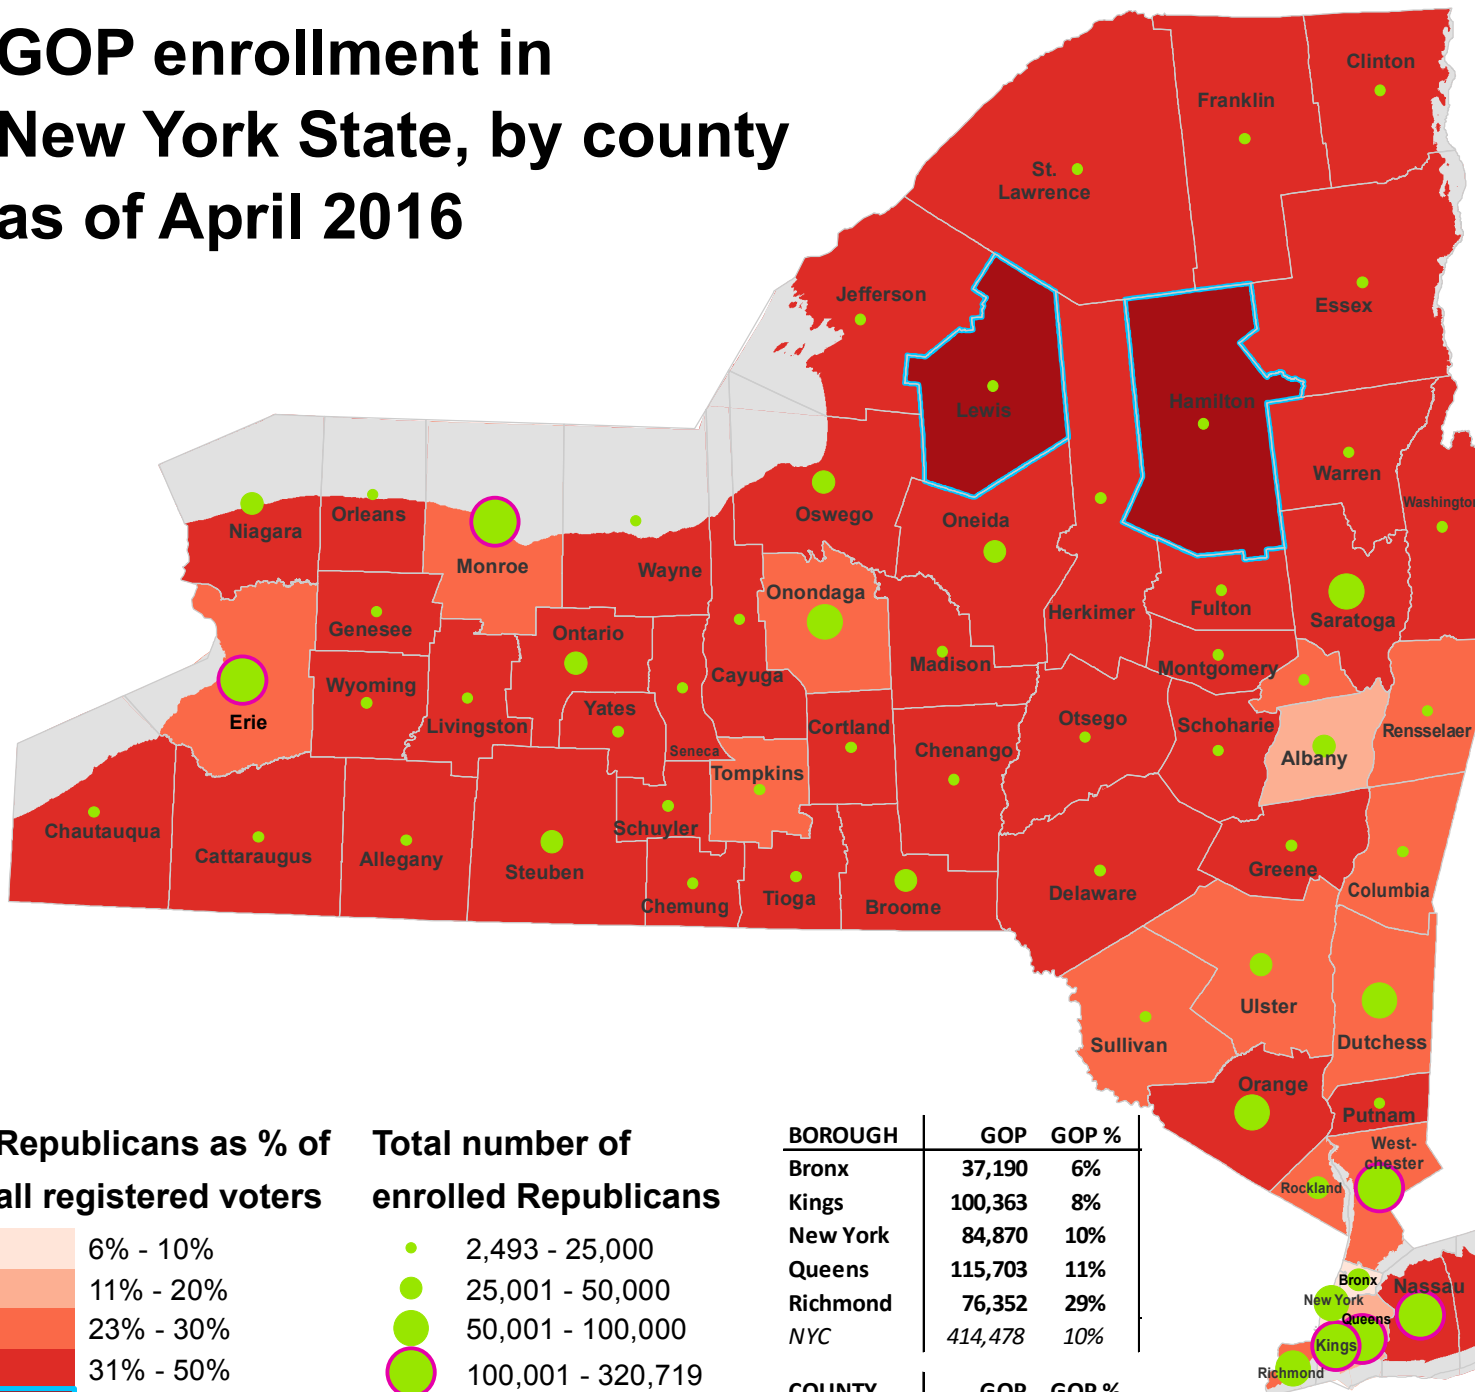 GOP enrollment in
New York State, by county
as of April 2016
Clinton
Franklin
St.
Lawrence
Jefferson
Essex
Lewis
Hamilton
Warren
Washington
Niagara
Orleans
Monroe
Wayne
Oswego
Oneida
Onondaga
Herkimer
Fulton
Saratoga
Genesee
Ontario
Madison
Montgomery
Wyoming
Livingston
Yates
Cayuga
Seneca
Cortland
Chenango
Otsego
Schoharie
Albany
Rensselaer
Erie
Tompkins
Schuyler
Chautauqua
Cattaraugus
Allegany
Steuben
Chemung
Tioga
Broome
Delaware
Greene
Columbia
Ulster
Sullivan
Dutchess
Orange
Putnam
West-
chester
Rockland
Bronx
New York
Nassau
Queens
Kings
Richmond
Republicans as % of
all registered voters
6% - 10%
11% - 20%
23% - 30%
31% - 50%
Total number of
enrolled Republicans
2,493 - 25,000
25,001 - 50,000
50,001 - 100,000
100,001 - 320,719
BOROUGH GOP GOP %
Bronx 37,190 6%
Kings 100,363 8%
New York 84,870 10%
Queens 115,703 11%
Richmond 76,352 29%
NYC 414,478 10%
COUNTY GOP GOP %